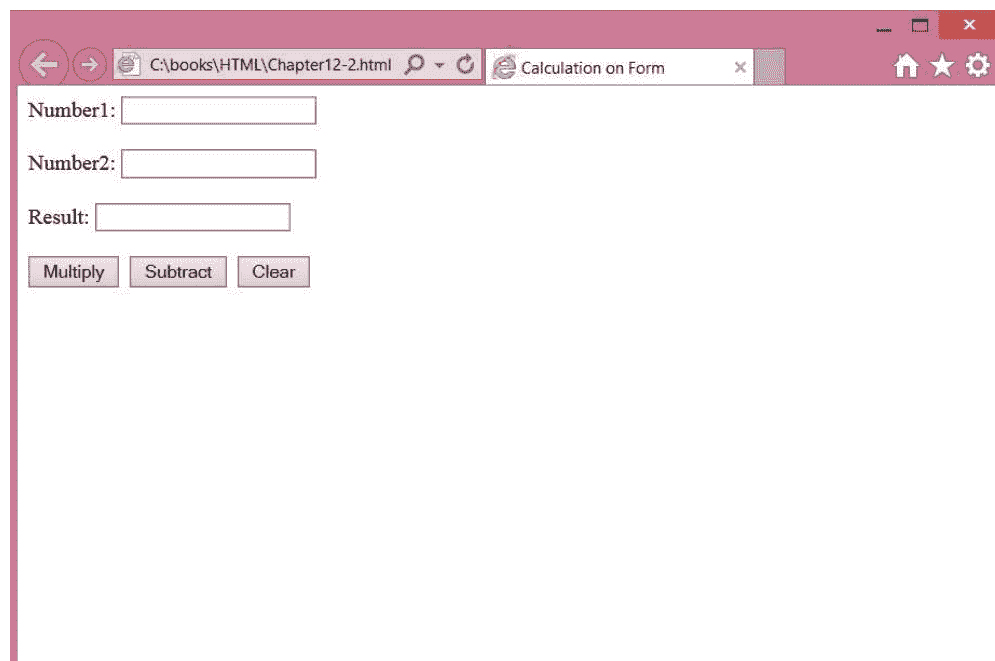 C:\books\HTML\Chapter12-2.html Calculation on Form
Number1:
Number2:
Result:
Multiply Subtract Clear